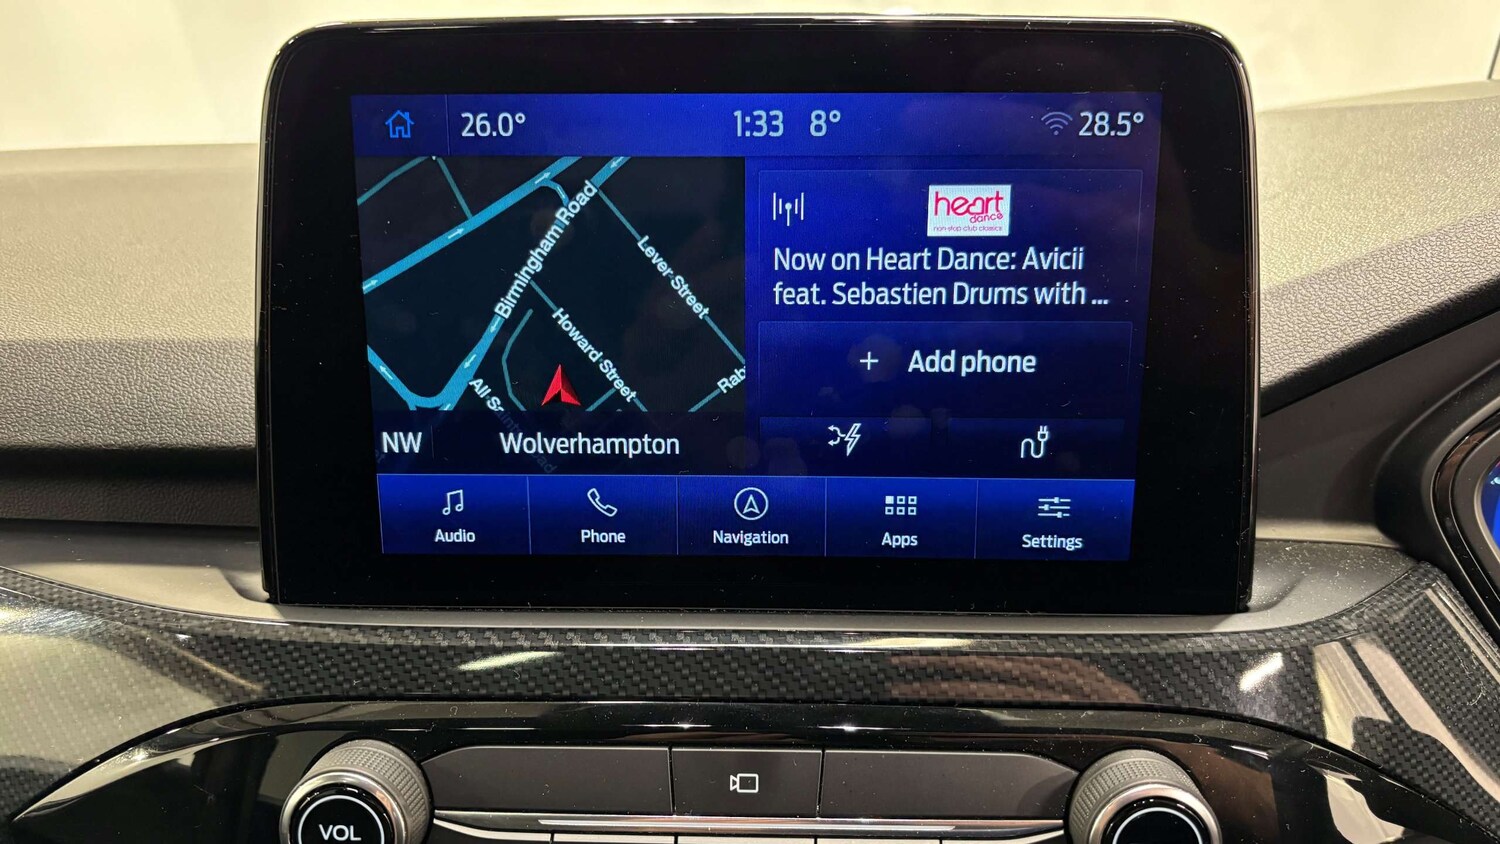 26.0°
1:33 8°
28.5°
Birmingham Road
Lever Street
Howard Street
Rab
All
NW
Wolverhampton
heart
dance
non-stop club classics
Now on Heart Dance: Avicii
feat. Sebastien Drums with ...
+ Add phone
Audio
Phone
Navigation
Apps
Settings
VOL